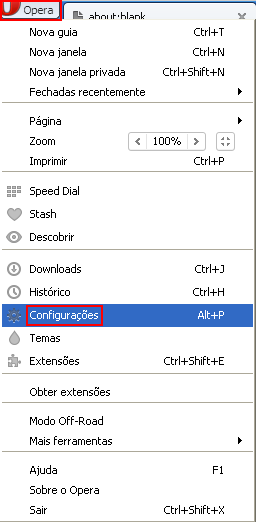 Opera about:blank
Nova guia Ctrl+T
Nova janela Ctrl+N
Nova janela privada Ctrl+Shift+N
Fechadas recentemente
Página
Zoom 100%
Imprimir Ctrl+P
Speed Dial
Stash
Descobrir
Downloads Ctrl+J
Histórico Ctrl+H
Configurações Alt+P
Temas
Extensões Ctrl+Shift+E
Obter extensões
Modo Off-Road
Mais ferramentas
Ajuda F1
Sobre o Opera
Sair Ctrl+Shift+X